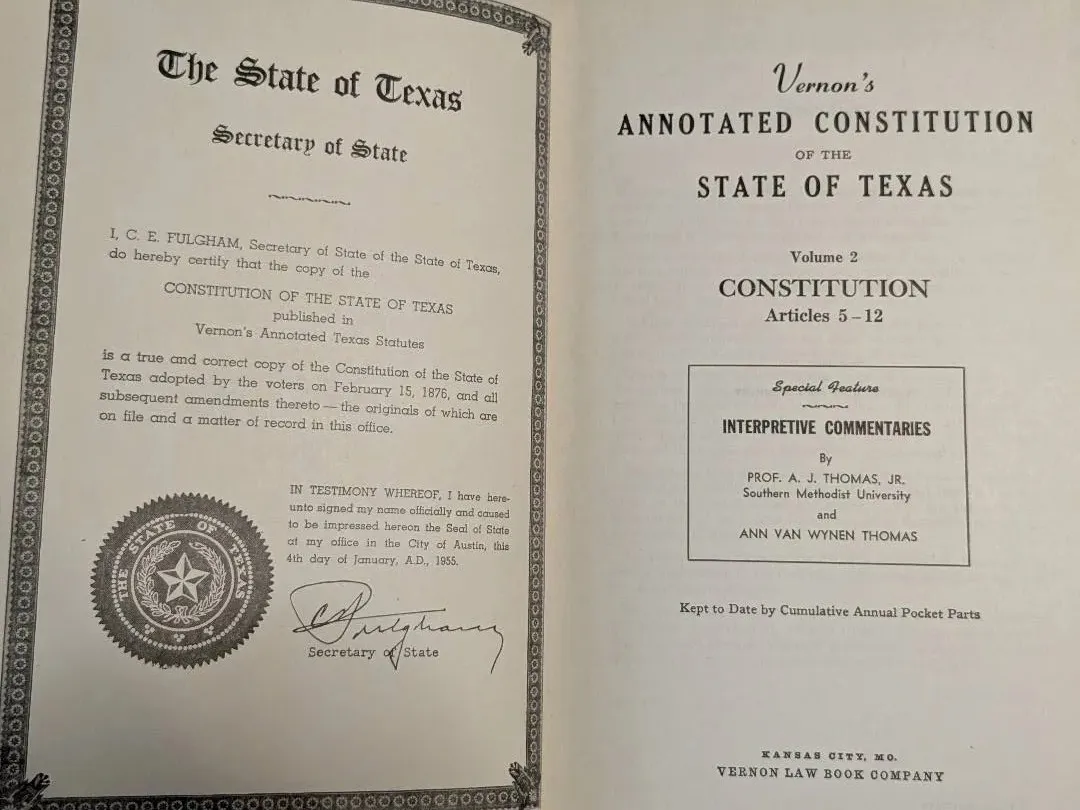 The State of Texas
Secretary of State
I, C. E. FULGHAM, Secretary of State of the State of Texas,
do hereby certify that the copy of the
CONSTITUTION OF THE STATE OF TEXAS
published in
Vernon's Annotated Texas Statutes
is a true and correct copy of the Constitution of the State of
Texas adopted by the voters on February 15, 1876, and all
subsequent amendments thereto — the originals of which are
on file and a matter of record in this office.
IN TESTIMONY WHEREOF, I have here-
unto signed my name officially and caused
to be impressed hereon the Seal of State
at my office in the City of Austin, this
4th day of January, A.D., 1955.
THE STATE OF TEXAS
C E Fulgham
Secretary of State
Vernon's
ANNOTATED CONSTITUTION
OF THE
STATE OF TEXAS
Volume 2
CONSTITUTION
Articles 5–12
Special Feature
INTERPRETIVE COMMENTARIES
By
PROF. A. J. THOMAS, JR.
Southern Methodist University
and
ANN VAN WYNEN THOMAS
Kept to Date by Cumulative Annual Pocket Parts
KANSAS CITY, MO.
VERNON LAW BOOK COMPANY